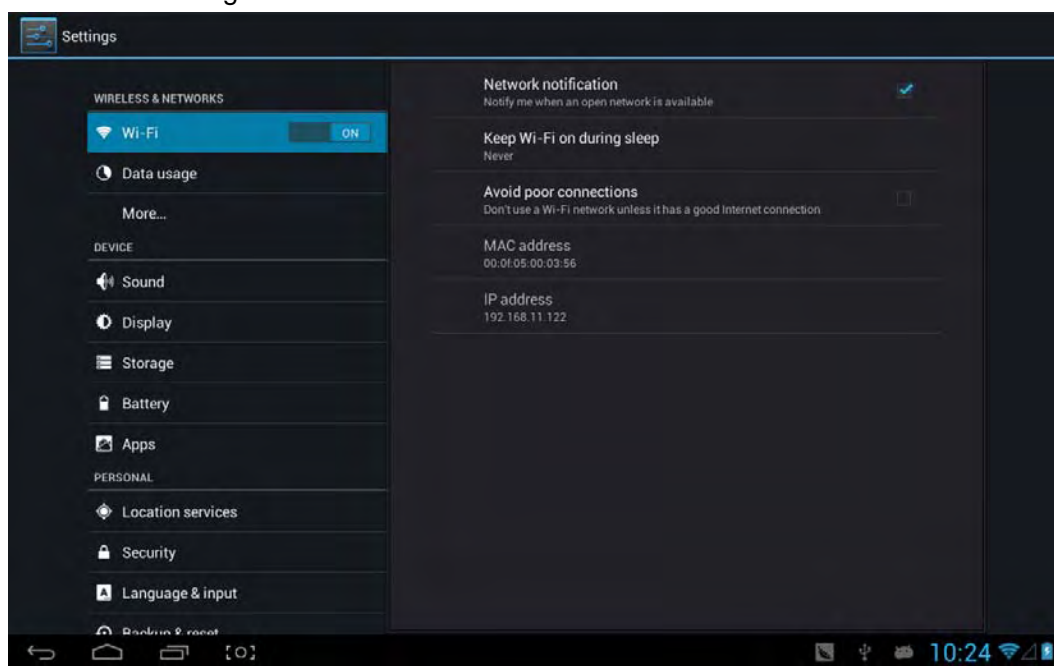 Settings
WIRELESS & NETWORKS
Wi-Fi
ON
Data usage
More...
DEVICE
Sound
Display
Storage
Battery
Apps
PERSONAL
Location services
Security
Language & input
Backup & reset
Network notification
Notify me when an open network is available
Keep Wi-Fi on during sleep
Never
Avoid poor connections
Don't use a Wi-Fi network unless it has a good Internet connection
MAC address
00:0f:05:00:03:56
IP address
192.168.11.122
10:24